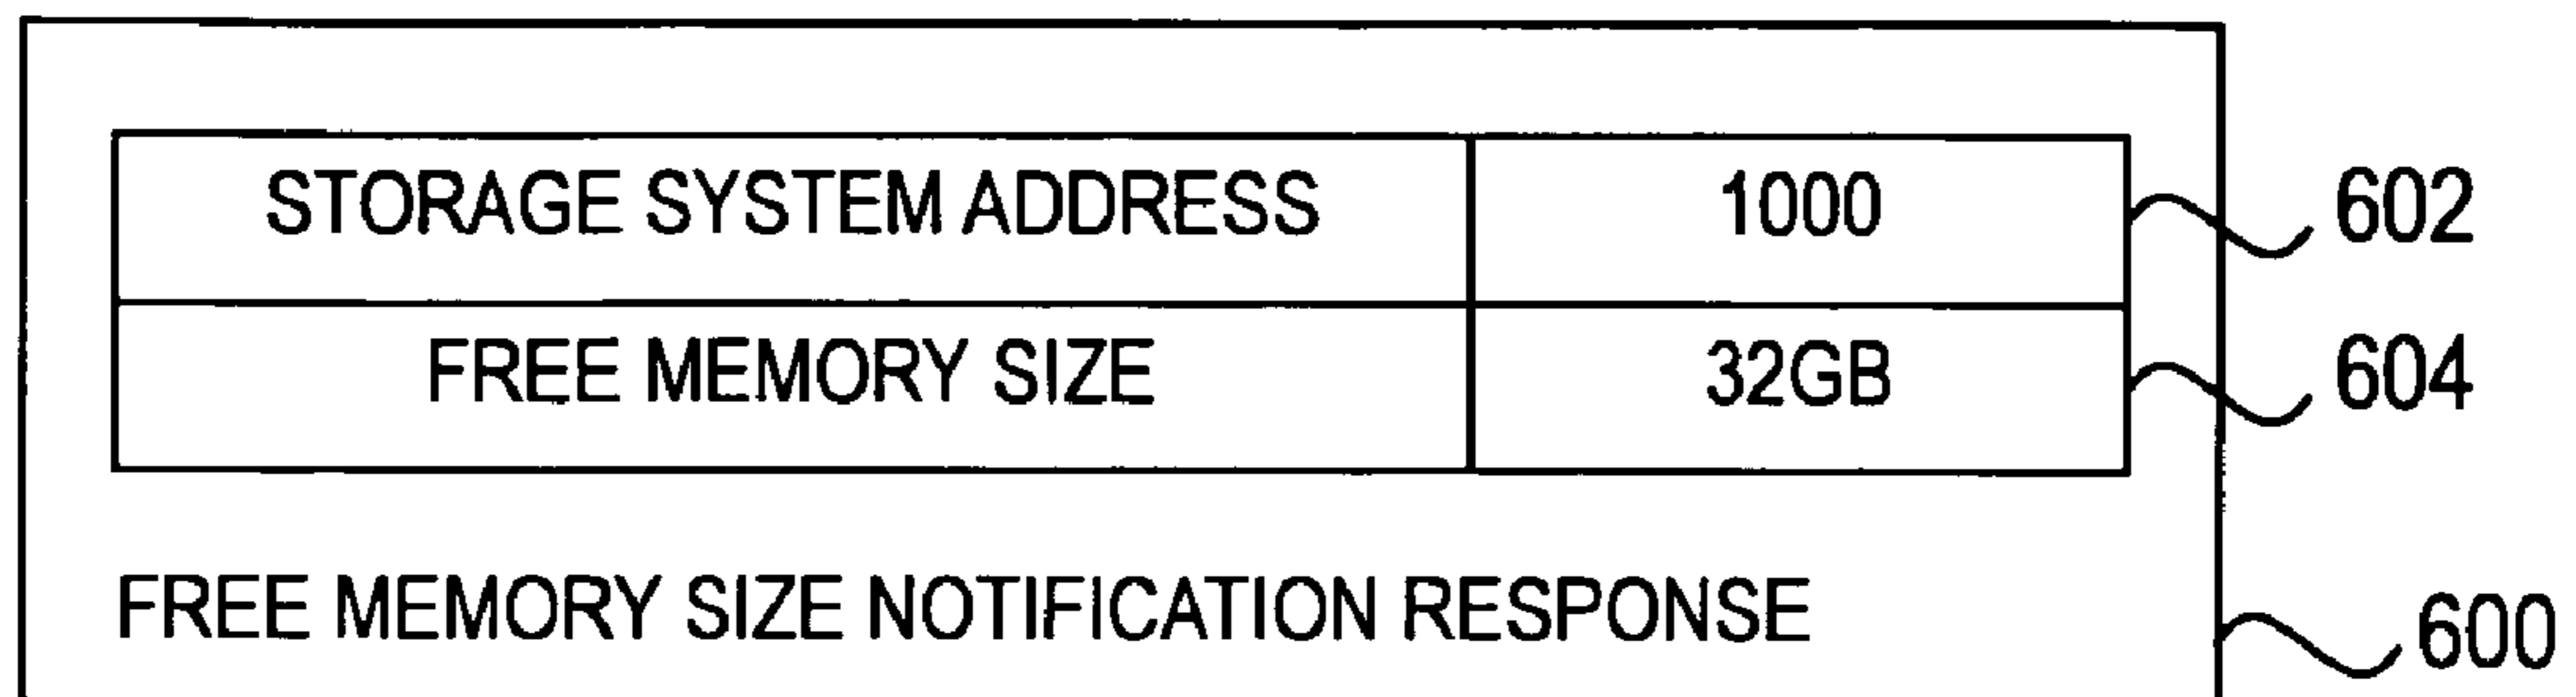 STORAGE SYSTEM ADDRESS 1000 602
FREE MEMORY SIZE 32GB 604
FREE MEMORY SIZE NOTIFICATION RESPONSE 600